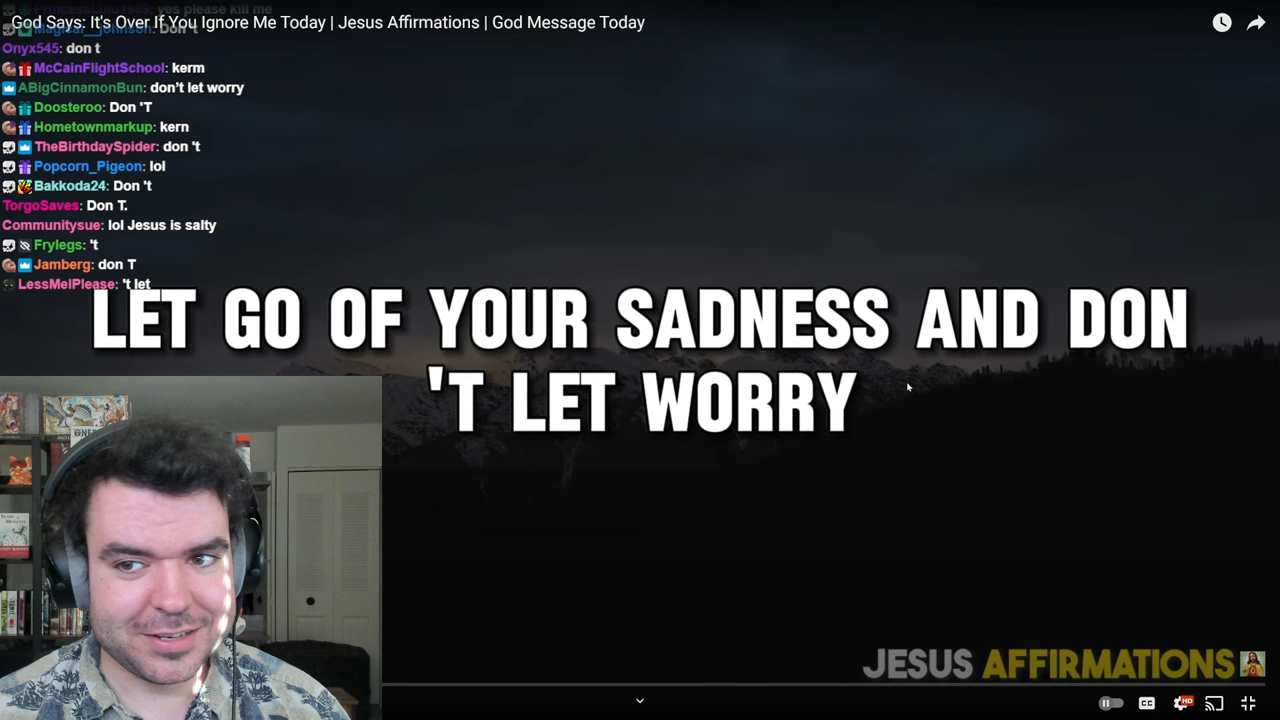 God Says: It's Over If You Ignore Me Today | Jesus Affirmations | God Message Today
Onyx545: don t
McCainFlightSchool: kerm
ABigCinnamonBun: don't let worry
Doosteroo: Don 'T
Hometownmarkup: kern
TheBirthdaySpider: don 't
Popcorn_Pigeon: lol
Bakkoda24: Don 't
TorgoSaves: Don T.
Communitysue: lol Jesus is salty
Frylegs: 't
Jamberg: don T
LessMelPlease: 't let
LET GO OF YOUR SADNESS AND DON
'T LET WORRY
JESUS AFFIRMATIONS
CC
HD